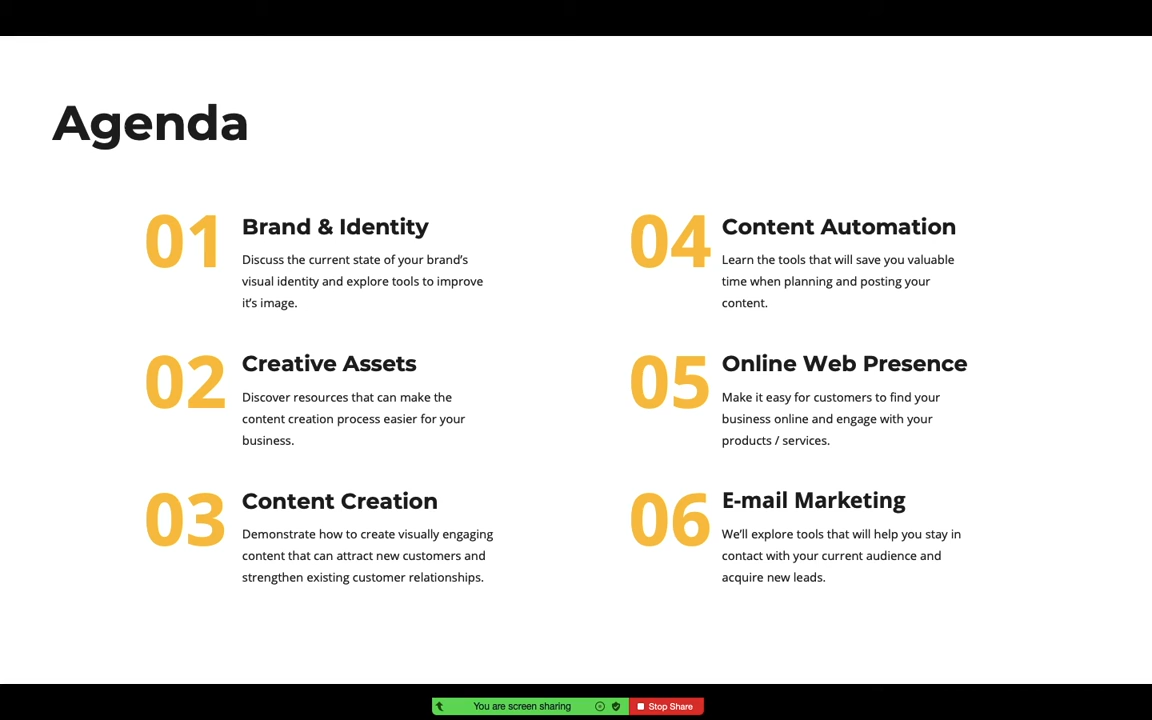 Agenda
01
Brand & Identity
Discuss the current state of your brand's
visual identity and explore tools to improve
it's image.
02
Creative Assets
Discover resources that can make the
content creation process easier for your
business.
03
Content Creation
Demonstrate how to create visually engaging
content that can attract new customers and
strengthen existing customer relationships.
04
Content Automation
Learn the tools that will save you valuable
time when planning and posting your
content.
05
Online Web Presence
Make it easy for customers to find your
business online and engage with your
products / services.
06
E-mail Marketing
We'll explore tools that will help you stay in
contact with your current audience and
acquire new leads.
You are screen sharing
Stop Share